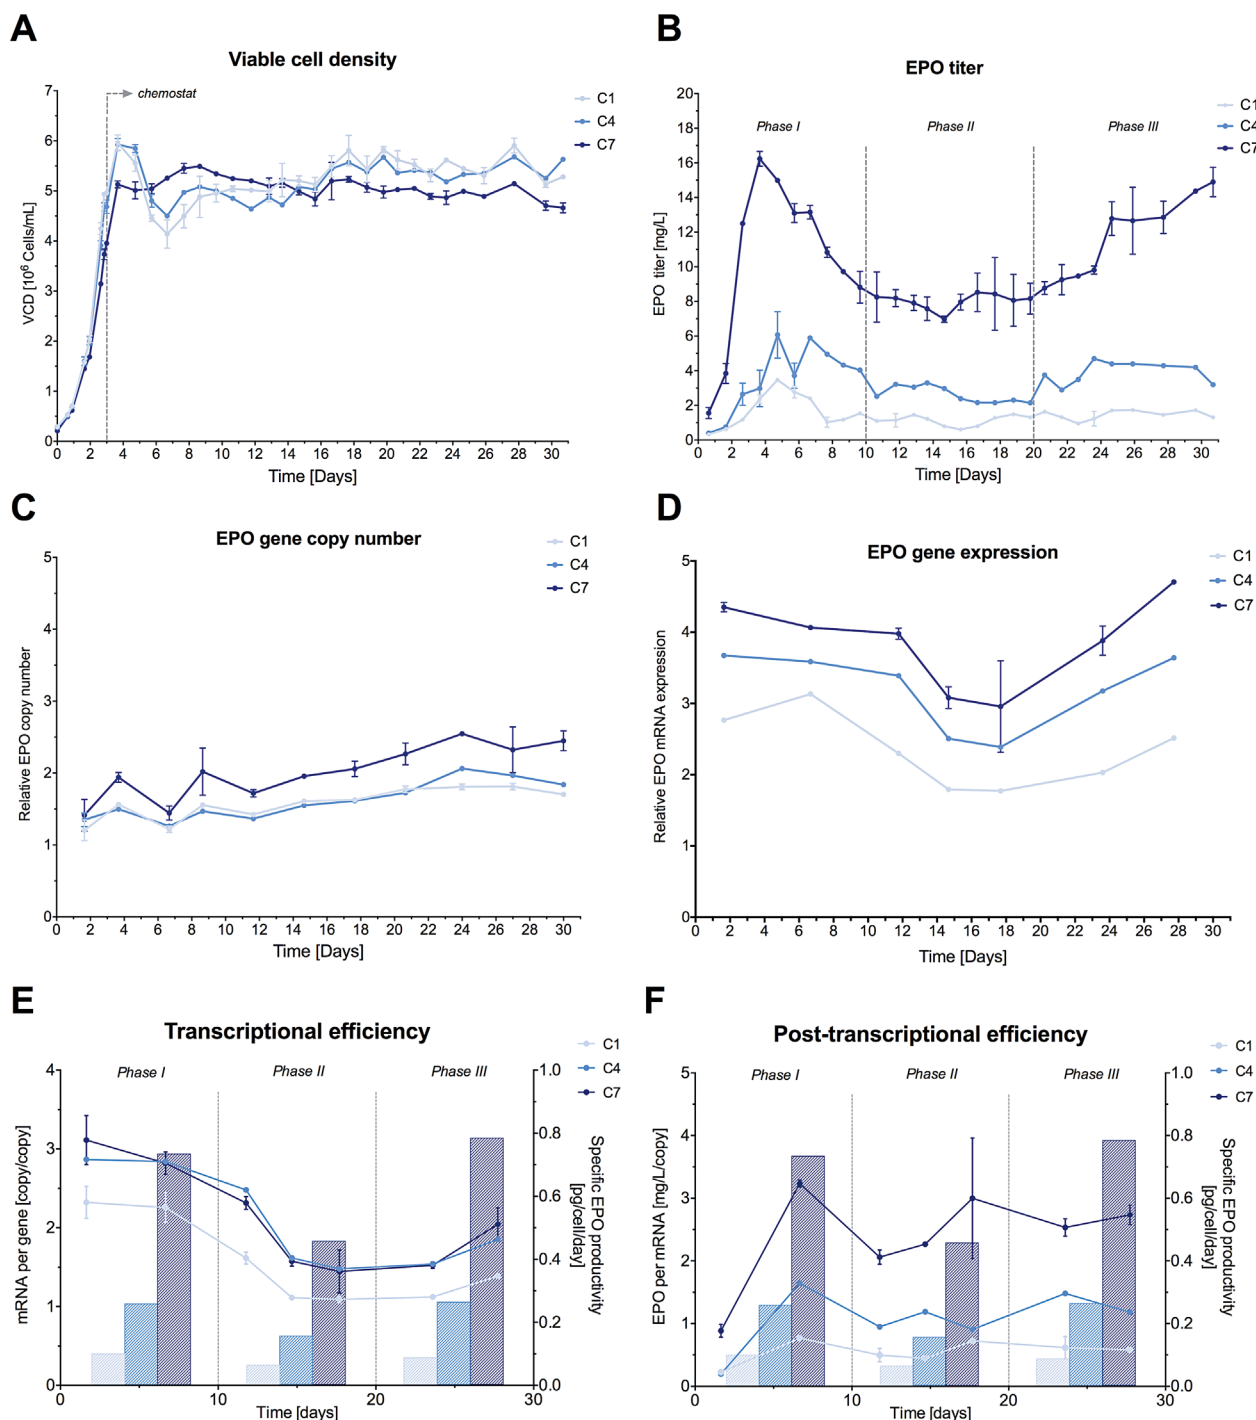 A
Viable cell density
chemostat
C1
C4
C7
VCD [10⁶ Cells/mL]
7
6
5
4
3
2
1
0
0 2 4 6 8 10 12 14 16 18 20 22 24 26 28 30
Time [Days]
B
EPO titer
Phase I Phase II Phase III
C1
C4
C7
EPO titer [mg/L]
20
18
16
14
12
10
8
6
4
2
0
0 2 4 6 8 10 12 14 16 18 20 22 24 26 28 30
Time [Days]
C
EPO gene copy number
C1
C4
C7
Relative EPO copy number
5
4
3
2
1
0
0 2 4 6 8 10 12 14 16 18 20 22 24 26 28 30
Time [Days]
D
EPO gene expression
C1
C4
C7
Relative EPO mRNA expression
5
4
3
2
1
0
0 2 4 6 8 10 12 14 16 18 20 22 24 26 28 30
Time [Days]
E
Transcriptional efficiency
C1
C4
C7
Phase I Phase II Phase III
mRNA per gene [copy/copy]
4
3
2
1
0
1.0
0.8
0.6
0.4
0.2
0.0
Specific EPO productivity
[pg/cell/day]
0 10 20 30
Time [days]
F
Post-transcriptional efficiency
C1
C4
C7
Phase I Phase II Phase III
EPO per mRNA [mg/L/copy]
5
4
3
2
1
0
1.0
0.8
0.6
0.4
0.2
0.0
Specific EPO productivity
[pg/cell/day]
0 10 20 30
Time [days]